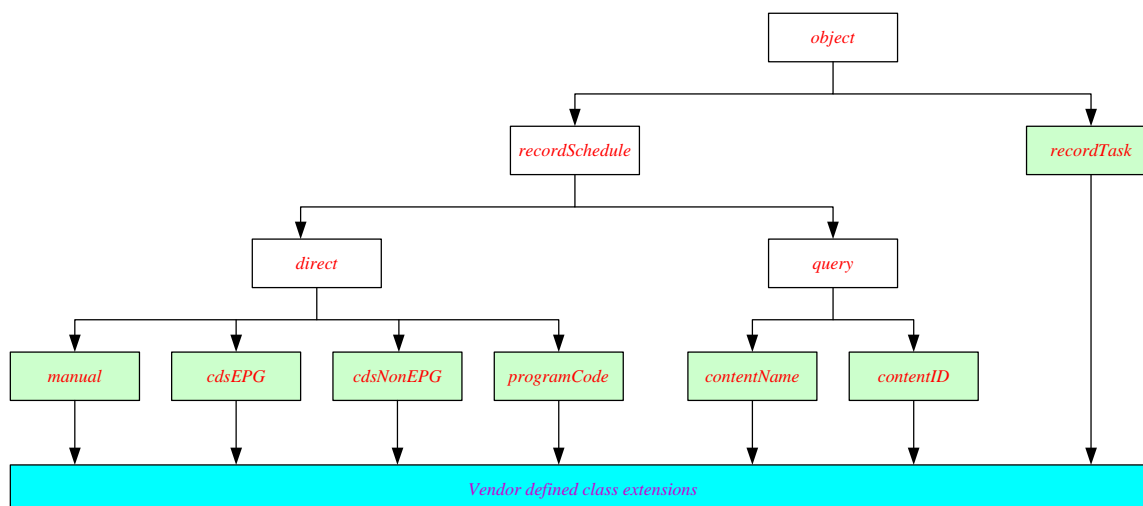 object
recordSchedule
recordTask
direct
query
manual
cdsEPG
cdsNonEPG
programCode
contentName
contentID
Vendor defined class extensions